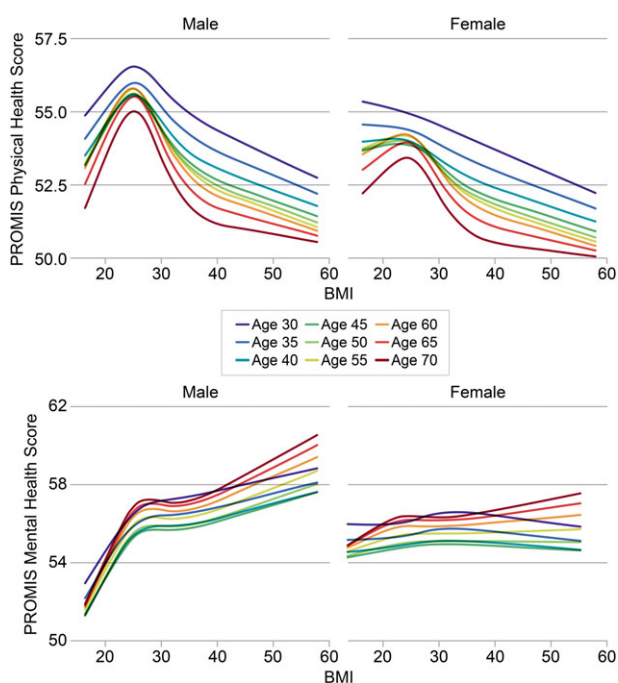 Male Female
57.5
55.0
52.5
50.0
PROMIS Physical Health Score
20 30 40 50 60 20 30 40 50 60
BMI BMI
Age 30 Age 45 Age 60
Age 35 Age 50 Age 65
Age 40 Age 55 Age 70
Male Female
62
58
54
50
PROMIS Mental Health Score
20 30 40 50 60 20 30 40 50 60
BMI BMI